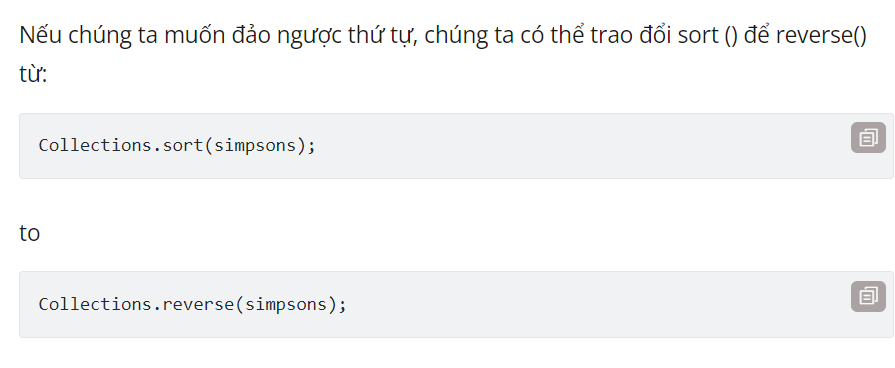 Nếu chúng ta muốn đảo ngược thứ tự, chúng ta có thể trao đổi sort () để reverse()
từ:
Collections.sort(simpsons);
to
Collections.reverse(simpsons);